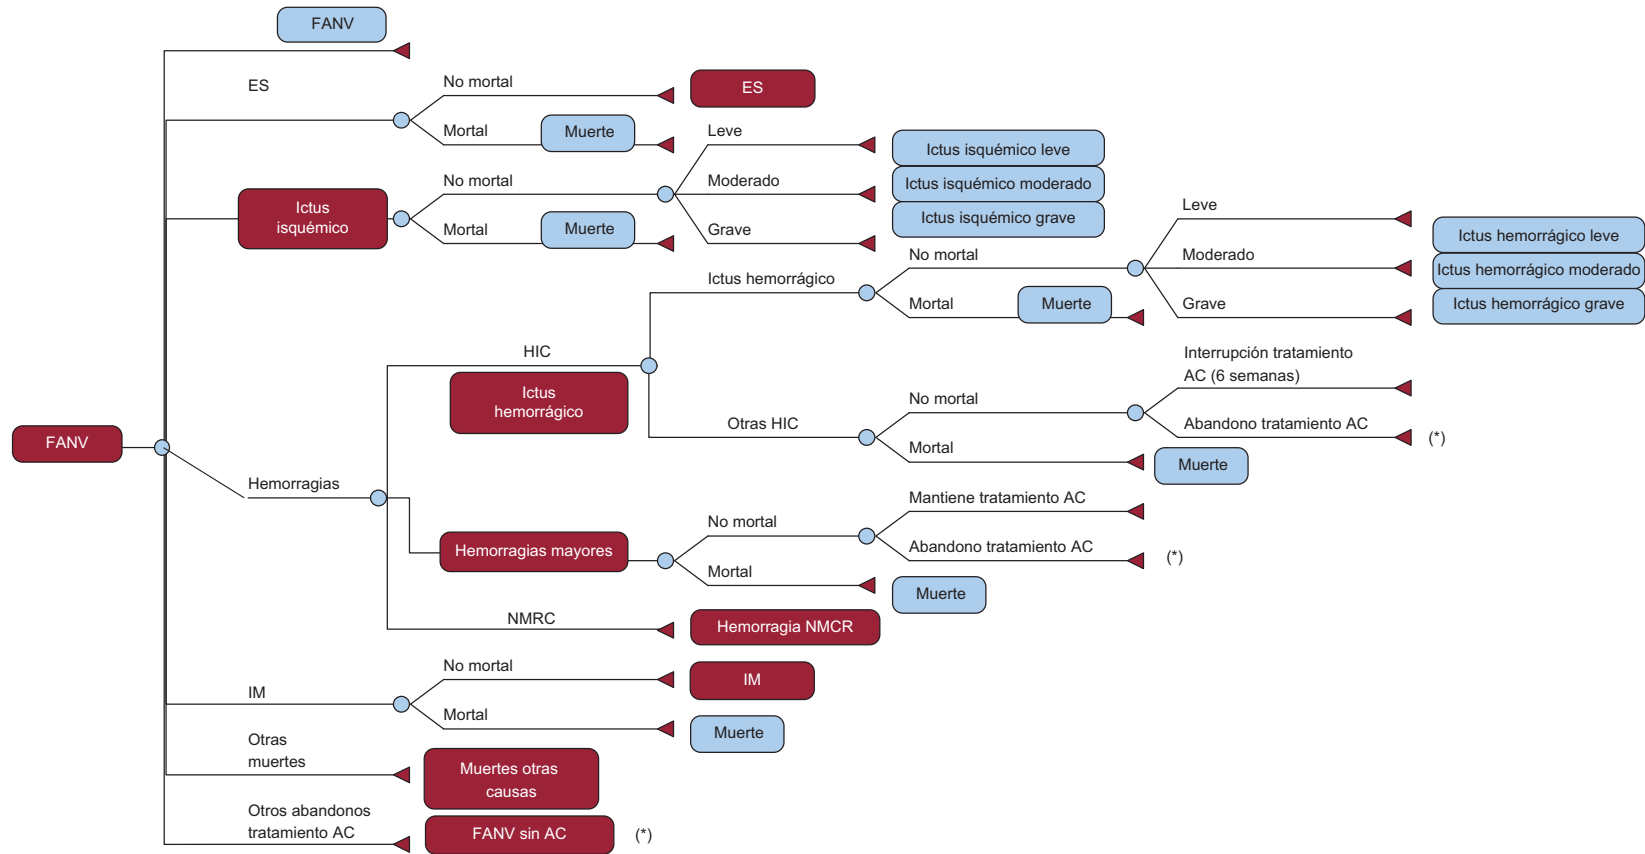 FANV
ES
No mortal
ES
Mortal
Muerte
Leve
Ictus isquémico leve
Ictus
isquémico
No mortal
Moderado
Ictus isquémico moderado
Mortal
Muerte
Grave
Ictus isquémico grave
Leve
Ictus hemorrágico leve
Ictus hemorrágico
No mortal
Moderado
Ictus hemorrágico moderado
Mortal
Muerte
Grave
Ictus hemorrágico grave
HIC
Ictus
hemorrágico
Interrupción tratamiento
AC (6 semanas)
Otras HIC
No mortal
Abandono tratamiento AC
(*)
Mortal
Muerte
FANV
Hemorragias
Mantiene tratamiento AC
Hemorragias mayores
No mortal
Abandono tratamiento AC
(*)
Mortal
Muerte
NMRC
Hemorragia NMCR
IM
No mortal
IM
Mortal
Muerte
Otras
muertes
Muertes otras
causas
Otros abandonos
tratamiento AC
FANV sin AC
(*)